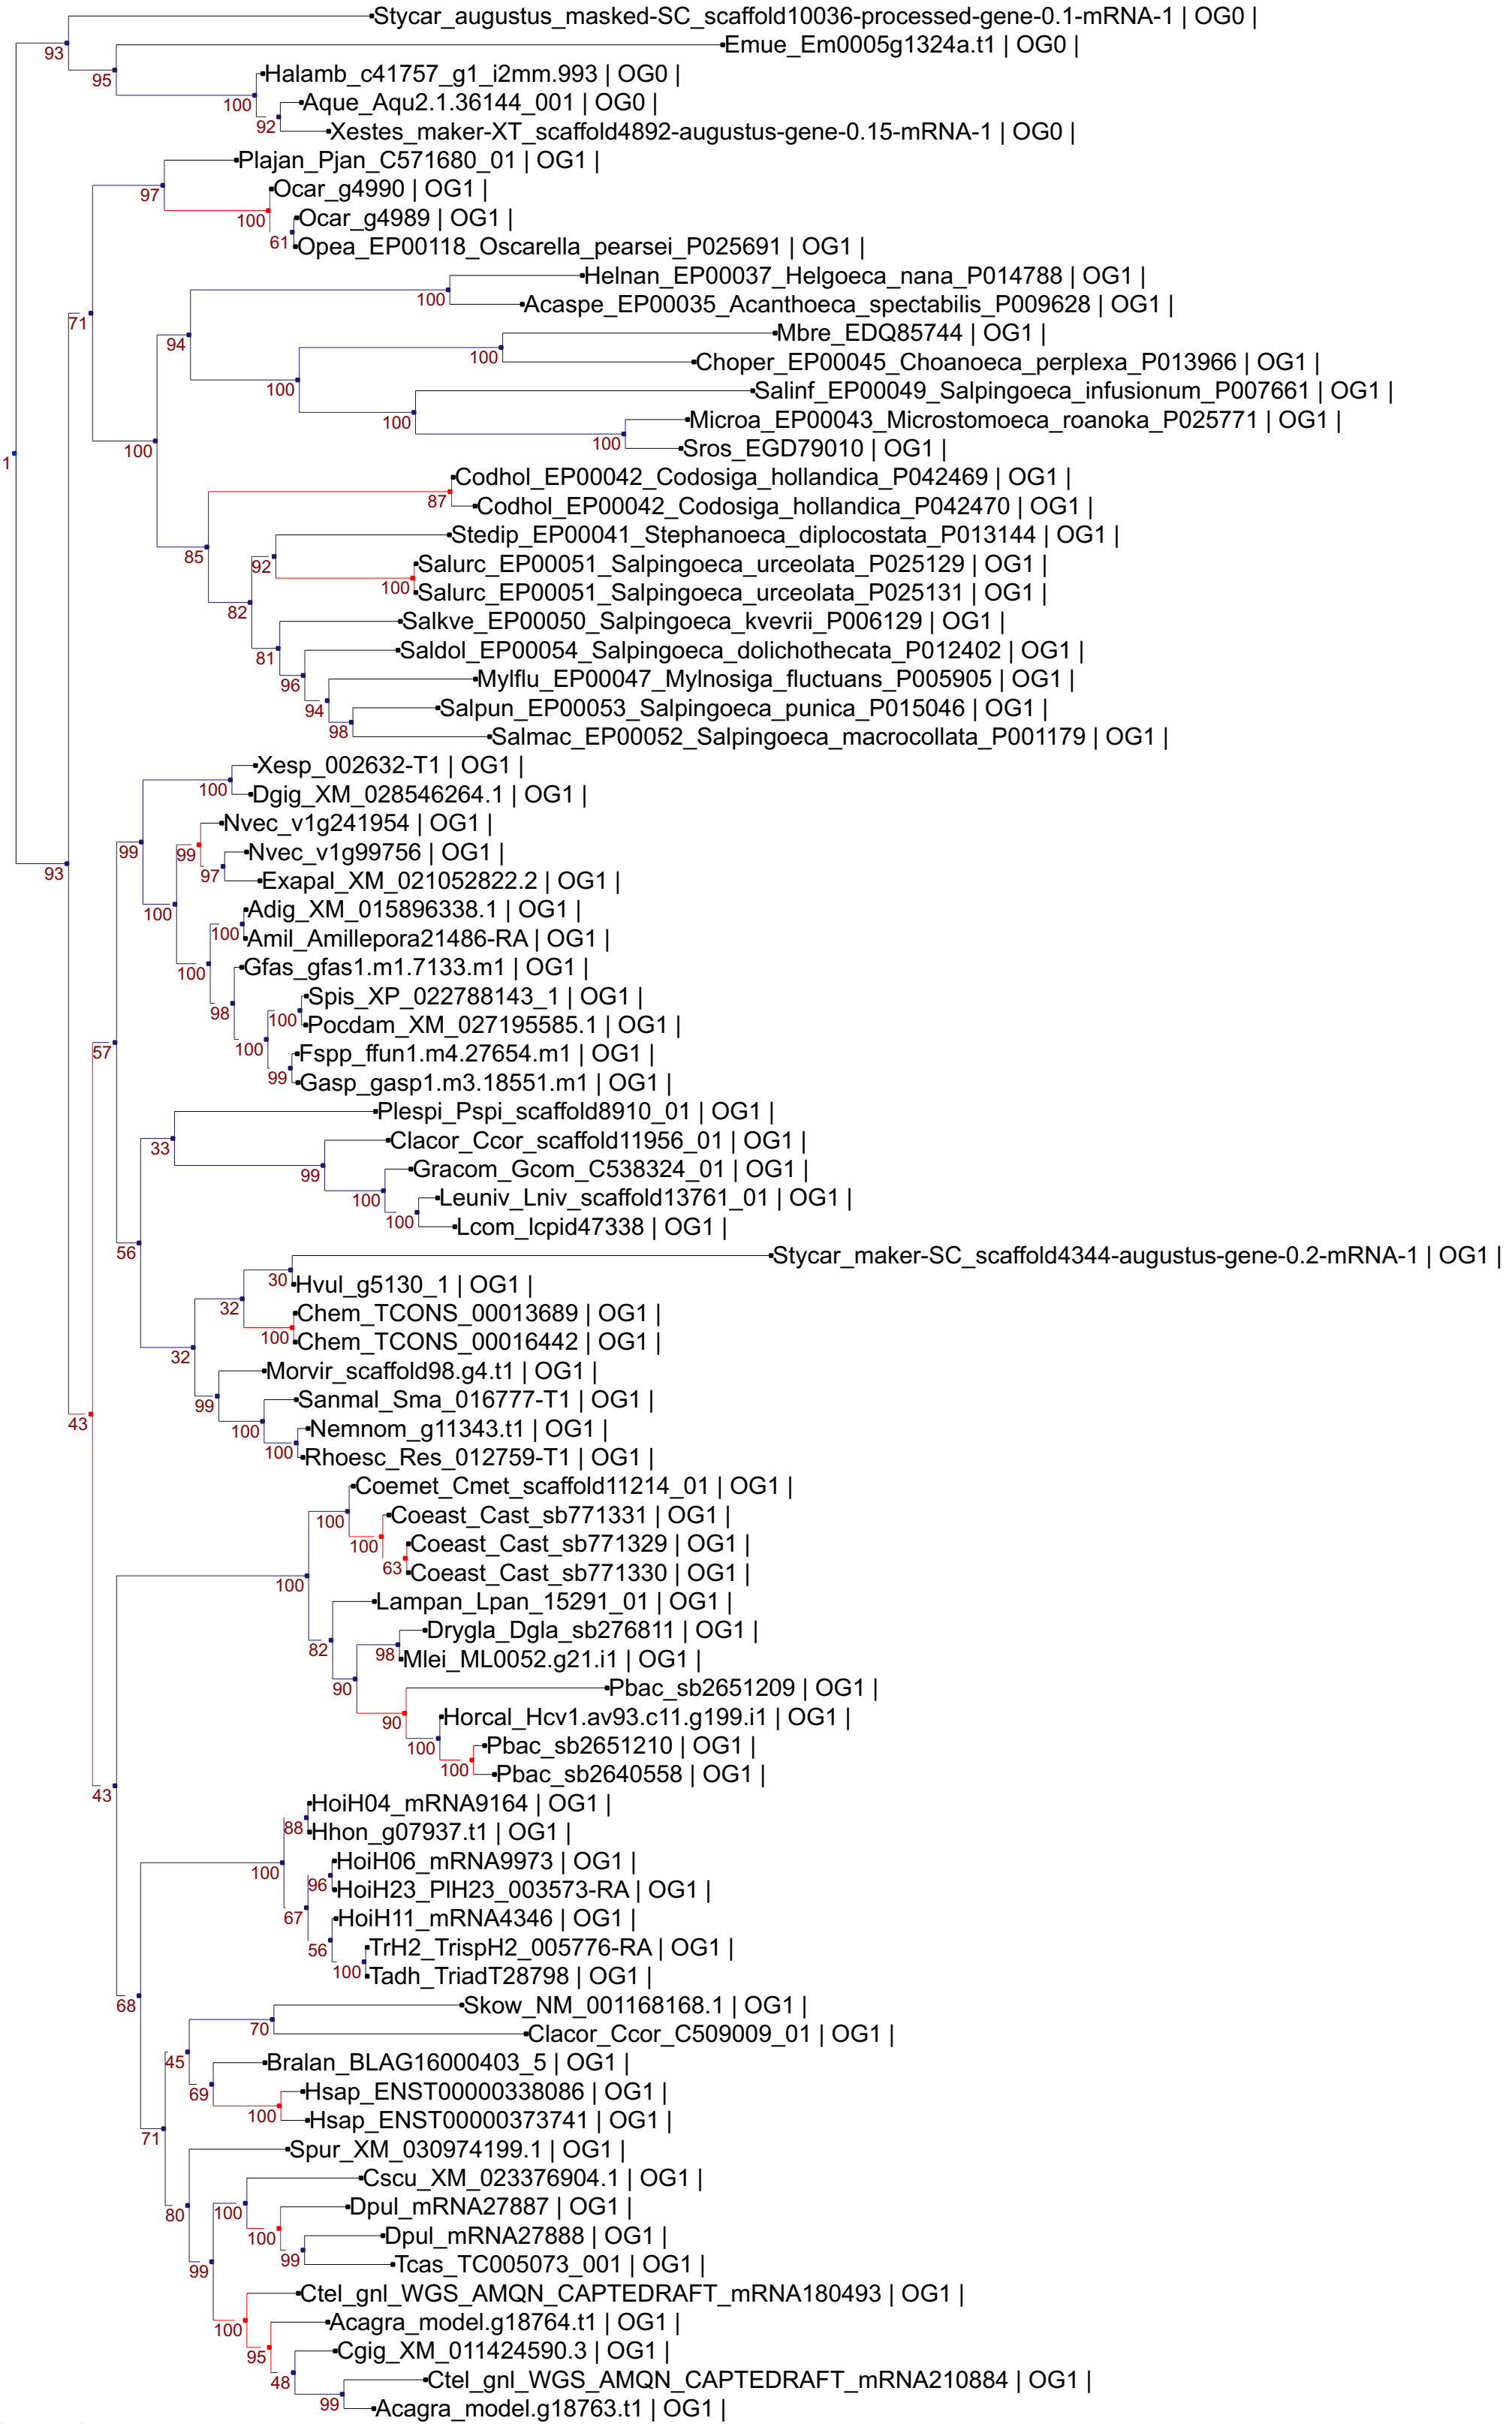 Stycar_augustus_masked-SC_scaffold10036-processed-gene-0.1-mRNA-1 | OG0 |
93
Emue_Em0005g1324a.t1 | OG0 |
95
Halamb_c41757_g1_i2mm.993 | OG0 |
100
Aque_Aqu2.1.36144_001 | OG0 |
92
Xestes_maker-XT_scaffold4892-augustus-gene-0.15-mRNA-1 | OG0 |
Plajan_Pjan_C571680_01 | OG1 |
97
Ocar_g4990 | OG1 |
100
Ocar_g4989 | OG1 |
61
Opea_EP00118_Oscarella_pearsei_P025691 | OG1 |
Helnan_EP00037_Helgoeca_nana_P014788 | OG1 |
100
Acaspe_EP00035_Acanthoeca_spectabilis_P009628 | OG1 |
71
Mbre_EDQ85744 | OG1 |
94
100
Choper_EP00045_Choanoeca_perplexa_P013966 | OG1 |
100
Salinf_EP00049_Salpingoeca_infusionum_P007661 | OG1 |
100
Microa_EP00043_Microstomoeca_roanoka_P025771 | OG1 |
100
Sros_EGD79010 | OG1 |
100
1
Codhol_EP00042_Codosiga_hollandica_P042469 | OG1 |
87
Codhol_EP00042_Codosiga_hollandica_P042470 | OG1 |
Stedip_EP00041_Stephanoeca_diplocostata_P013144 | OG1 |
85
92
Salurc_EP00051_Salpingoeca_urceolata_P025129 | OG1 |
100
Salurc_EP00051_Salpingoeca_urceolata_P025131 | OG1 |
82
Salkve_EP00050_Salpingoeca_kvevrii_P006129 | OG1 |
81
Saldol_EP00054_Salpingoeca_dolichothecata_P012402 | OG1 |
96
Mylflu_EP00047_Mylnosiga_fluctuans_P005905 | OG1 |
94
Salpun_EP00053_Salpingoeca_punica_P015046 | OG1 |
98
Salmac_EP00052_Salpingoeca_macrocollata_P001179 | OG1 |
Xesp_002632-T1 | OG1 |
100
Dgig_XM_028546264.1 | OG1 |
Nvec_v1g241954 | OG1 |
99
99
Nvec_v1g99756 | OG1 |
93
97
Exapal_XM_021052822.2 | OG1 |
100
Adig_XM_015896338.1 | OG1 |
100
Amil_Amillepora21486-RA | OG1 |
100
Gfas_gfas1.m1.7133.m1 | OG1 |
Spis_XP_022788143_1 | OG1 |
98
100
Pocdam_XM_027195585.1 | OG1 |
57
100
Fspp_ffun1.m4.27654.m1 | OG1 |
99
Gasp_gasp1.m3.18551.m1 | OG1 |
Plespi_Pspi_scaffold8910_01 | OG1 |
33
Clacor_Ccor_scaffold11956_01 | OG1 |
99
Gracom_Gcom_C538324_01 | OG1 |
100
Leuniv_Lniv_scaffold13761_01 | OG1 |
100
Lcom_lcpid47338 | OG1 |
56
Stycar_maker-SC_scaffold4344-augustus-gene-0.2-mRNA-1 | OG1 |
30
Hvul_g5130_1 | OG1 |
32
Chem_TCONS_00013689 | OG1 |
100
Chem_TCONS_00016442 | OG1 |
32
Morvir_scaffold98.g4.t1 | OG1 |
99
Sanmal_Sma_016777-T1 | OG1 |
43
100
Nemnom_g11343.t1 | OG1 |
100
Rhoesc_Res_012759-T1 | OG1 |
Coemet_Cmet_scaffold11214_01 | OG1 |
100
Coeast_Cast_sb771331 | OG1 |
100
Coeast_Cast_sb771329 | OG1 |
63
Coeast_Cast_sb771330 | OG1 |
100
Lampan_Lpan_15291_01 | OG1 |
Drygla_Dgla_sb276811 | OG1 |
82
98
Mlei_ML0052.g21.i1 | OG1 |
90
Pbac_sb2651209 | OG1 |
90
Horcal_Hcv1.av93.c11.g199.i1 | OG1 |
100
Pbac_sb2651210 | OG1 |
100
Pbac_sb2640558 | OG1 |
43
HoiH04_mRNA9164 | OG1 |
88
Hhon_g07937.t1 | OG1 |
100
HoiH06_mRNA9973 | OG1 |
96
HoiH23_PlH23_003573-RA | OG1 |
67
HoiH11_mRNA4346 | OG1 |
56
TrH2_TrispH2_005776-RA | OG1 |
100
Tadh_TriadT28798 | OG1 |
68
Skow_NM_001168168.1 | OG1 |
70
Clacor_Ccor_C509009_01 | OG1 |
45
Bralan_BLAG16000403_5 | OG1 |
69
Hsap_ENST00000338086 | OG1 |
100
Hsap_ENST00000373741 | OG1 |
71
Spur_XM_030974199.1 | OG1 |
Cscu_XM_023376904.1 | OG1 |
80
100
Dpul_mRNA27887 | OG1 |
100
Dpul_mRNA27888 | OG1 |
99
99
Tcas_TC005073_001 | OG1 |
Ctel_gnl_WGS_AMQN_CAPTEDRAFT_mRNA180493 | OG1 |
100
Acagra_model.g18764.t1 | OG1 |
95
Cgig_XM_011424590.3 | OG1 |
48
Ctel_gnl_WGS_AMQN_CAPTEDRAFT_mRNA210884 | OG1 |
99
Acagra_model.g18763.t1 | OG1 |